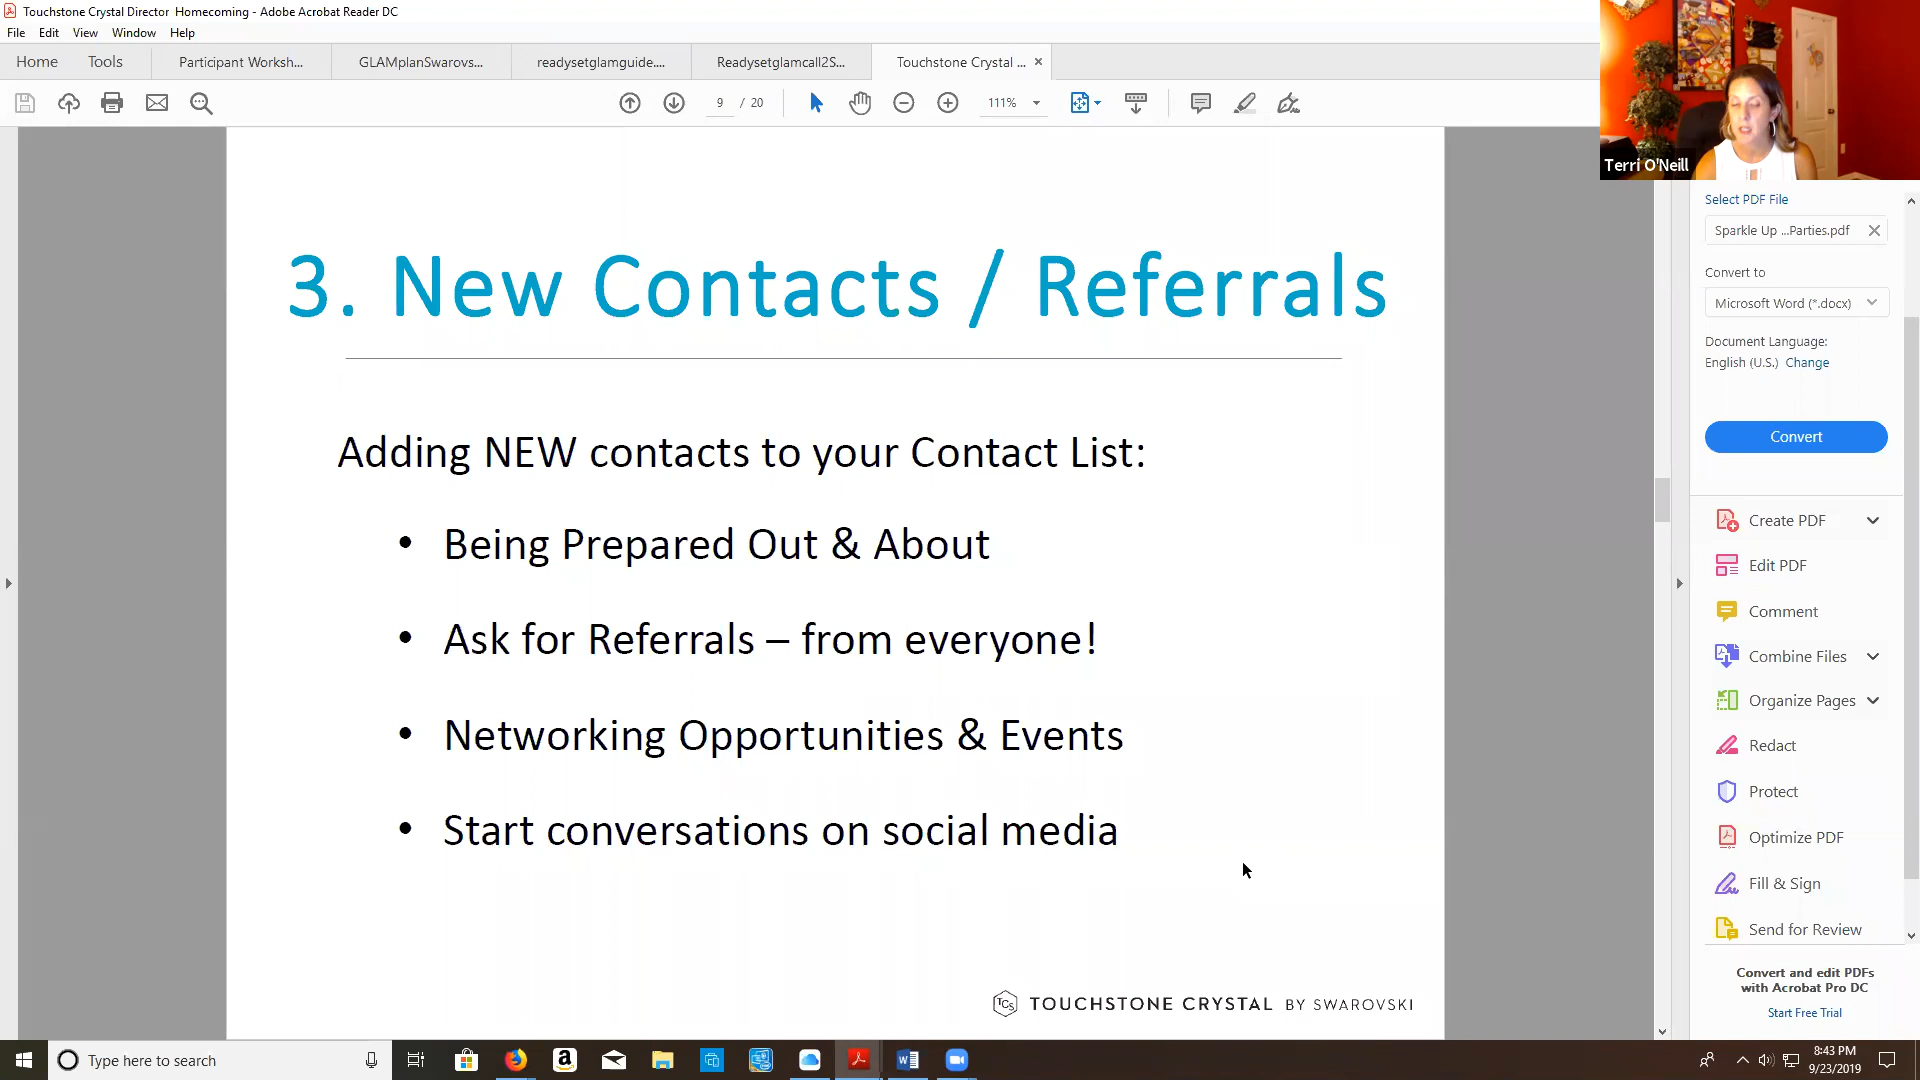 Touchstone Crystal Director  Homecoming - Adobe Acrobat Reader DC
File Edit View Window Help
Home Tools Participant Worksh... GLAMplanSwarovs... readysetglamguide.... Readysetglamcall2S... Touchstone Crystal ...
9 / 20 111%
Terri O'Neill
Select PDF File
Sparkle Up ...Parties.pdf
Convert to
Microsoft Word (*.docx)
Document Language:
English (U.S.) Change
Convert
Create PDF
Edit PDF
Comment
Combine Files
Organize Pages
Redact
Protect
Optimize PDF
Fill & Sign
Send for Review
Convert and edit PDFs
with Acrobat Pro DC
Start Free Trial
3. New Contacts / Referrals
Adding NEW contacts to your Contact List:
• Being Prepared Out & About
• Ask for Referrals – from everyone!
• Networking Opportunities & Events
• Start conversations on social media
TCS TOUCHSTONE CRYSTAL BY SWAROVSKI
Type here to search
8:43 PM
9/23/2019